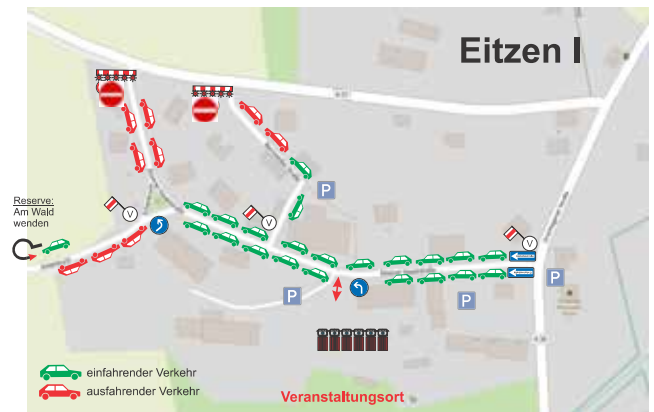 Eitzen I
P
Reserve:
Am Wald
wenden
V
V
V
P
P
P
einfahrender Verkehr
ausfahrender Verkehr
Veranstaltungsort